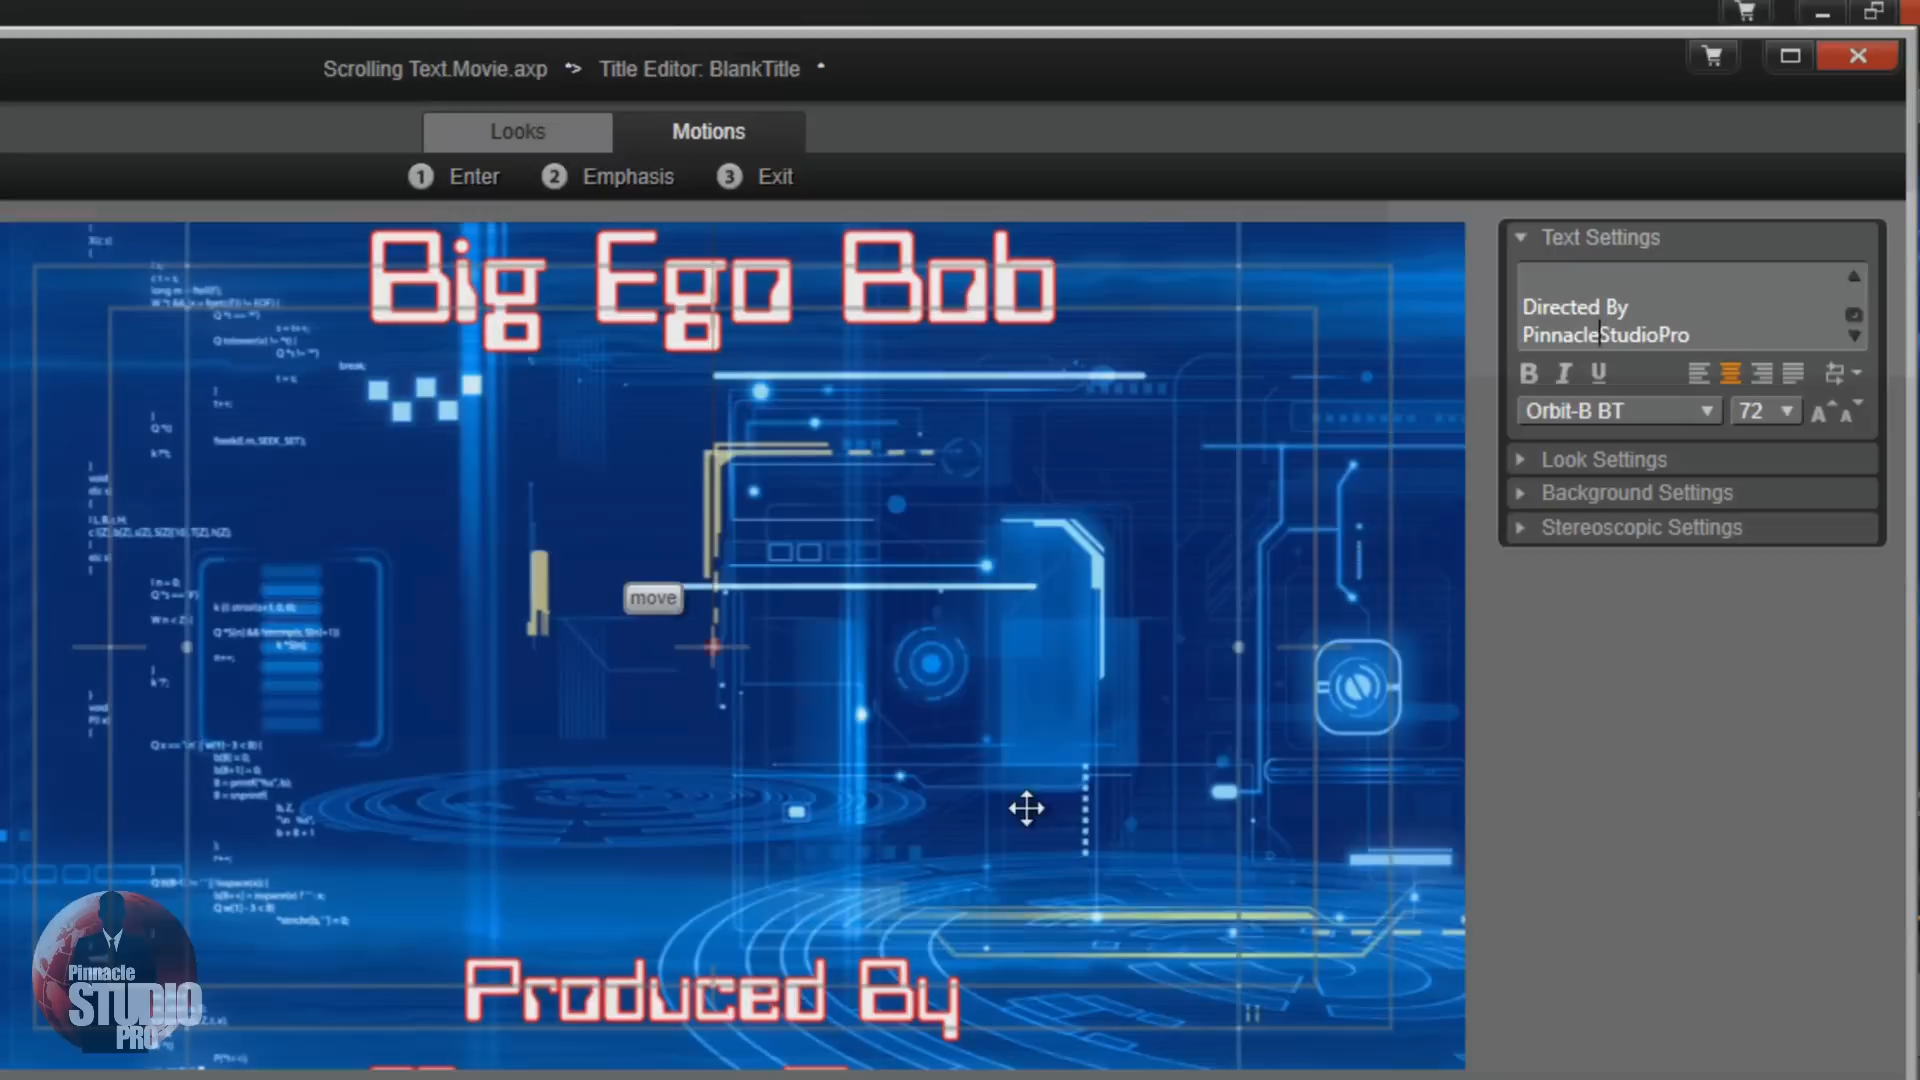 Scrolling Text.Movie.axp *> Title Editor: BlankTitle *
Looks Motions
1 Enter 2 Emphasis 3 Exit
Big Ego Bob
move
Produced By
Text Settings
Directed By
PinnacleStudioPro
B I U
Orbit-B BT 72
Look Settings
Background Settings
Stereoscopic Settings
Pinnacle
STUDIO
PRO